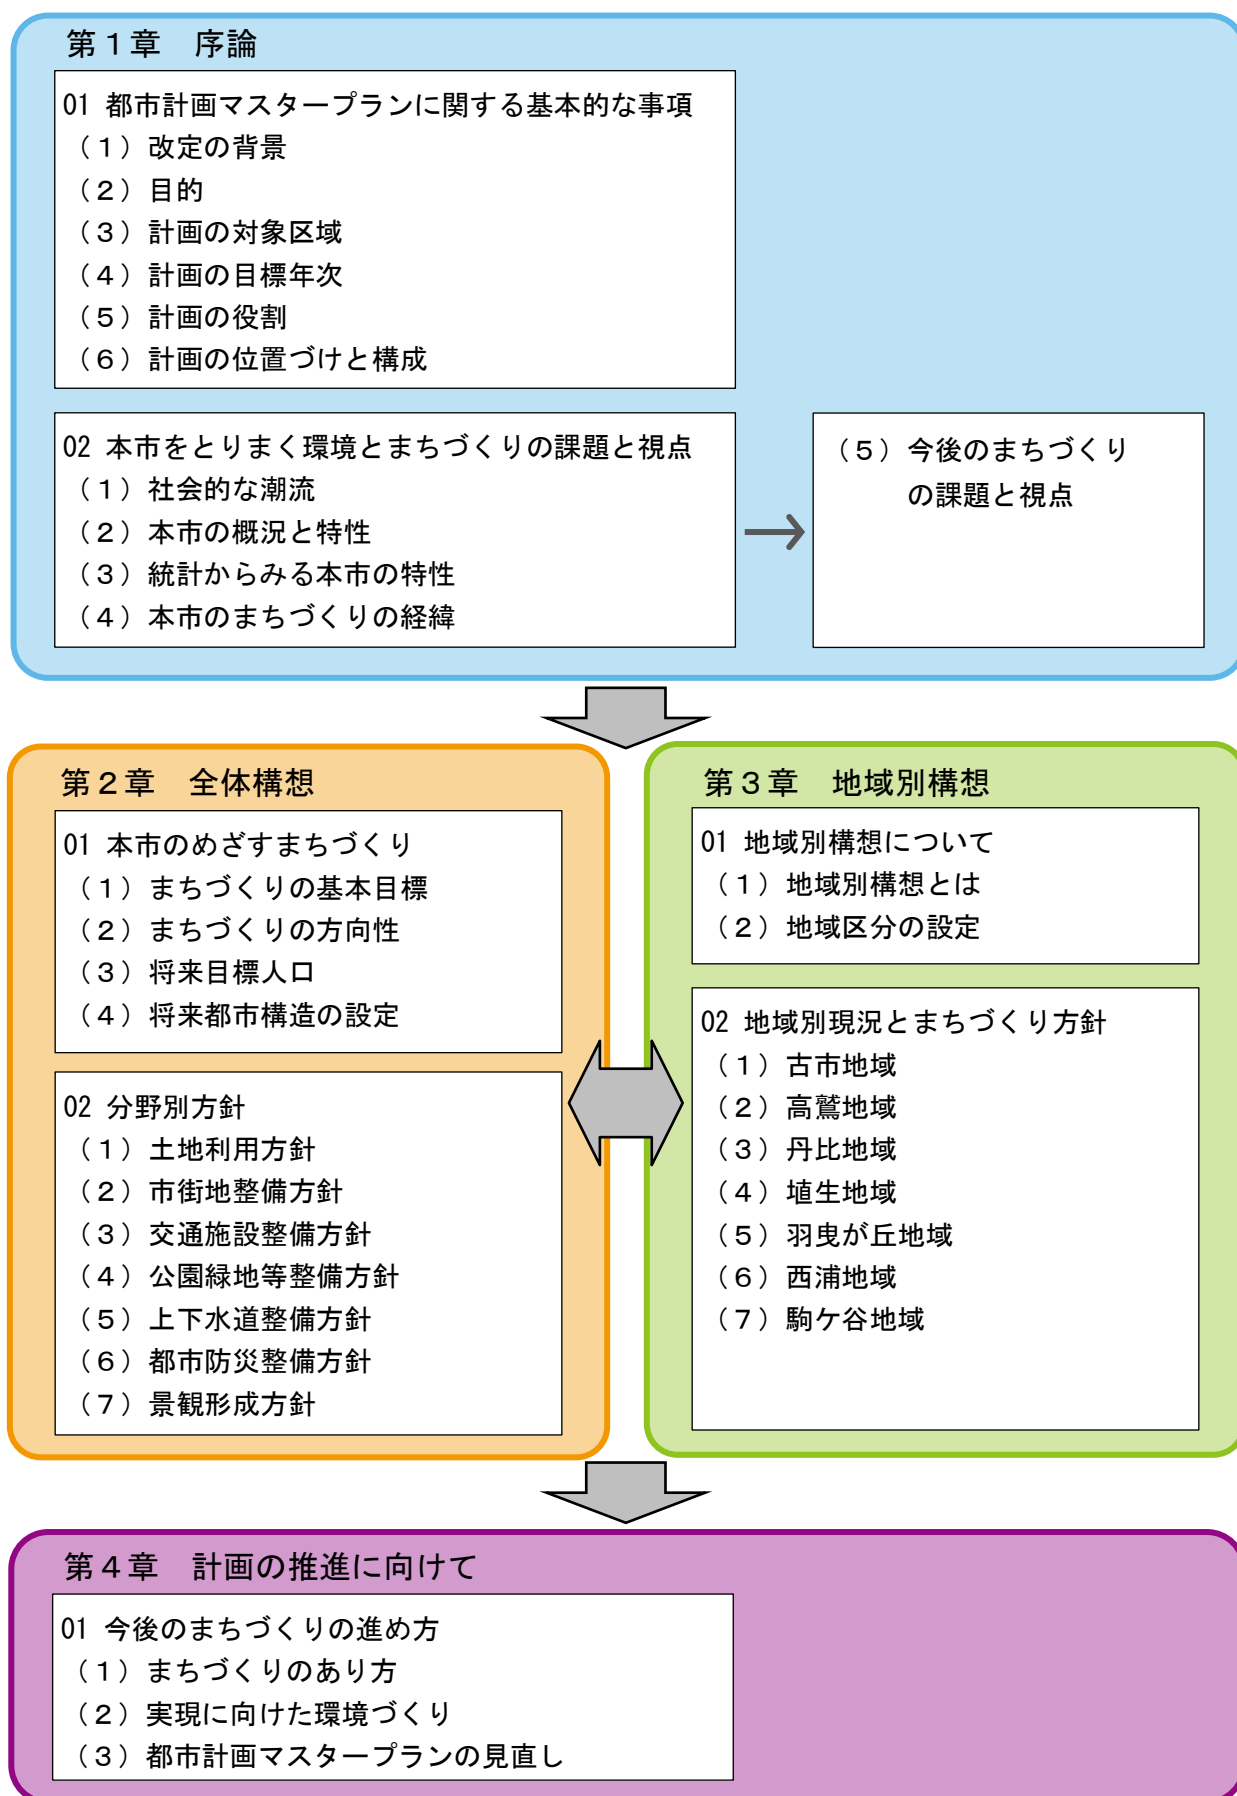 第１章　序論
01 都市計画マスタープランに関する基本的な事項
（１）改定の背景
（２）目的
（３）計画の対象区域
（４）計画の目標年次
（５）計画の役割
（６）計画の位置づけと構成
02 本市をとりまく環境とまちづくりの課題と視点
（１）社会的な潮流
（２）本市の概況と特性
（３）統計からみる本市の特性
（４）本市のまちづくりの経緯
（５）今後のまちづくり
の課題と視点
第２章　全体構想
01 本市のめざすまちづくり
（１）まちづくりの基本目標
（２）まちづくりの方向性
（３）将来目標人口
（４）将来都市構造の設定
02 分野別方針
（１）土地利用方針
（２）市街地整備方針
（３）交通施設整備方針
（４）公園緑地等整備方針
（５）上下水道整備方針
（６）都市防災整備方針
（７）景観形成方針
第３章　地域別構想
01 地域別構想について
（１）地域別構想とは
（２）地域区分の設定
02 地域別現況とまちづくり方針
（１）古市地域
（２）高鷲地域
（３）丹比地域
（４）埴生地域
（５）羽曳が丘地域
（６）西浦地域
（７）駒ケ谷地域
第４章　計画の推進に向けて
01 今後のまちづくりの進め方
（１）まちづくりのあり方
（２）実現に向けた環境づくり
（３）都市計画マスタープランの見直し